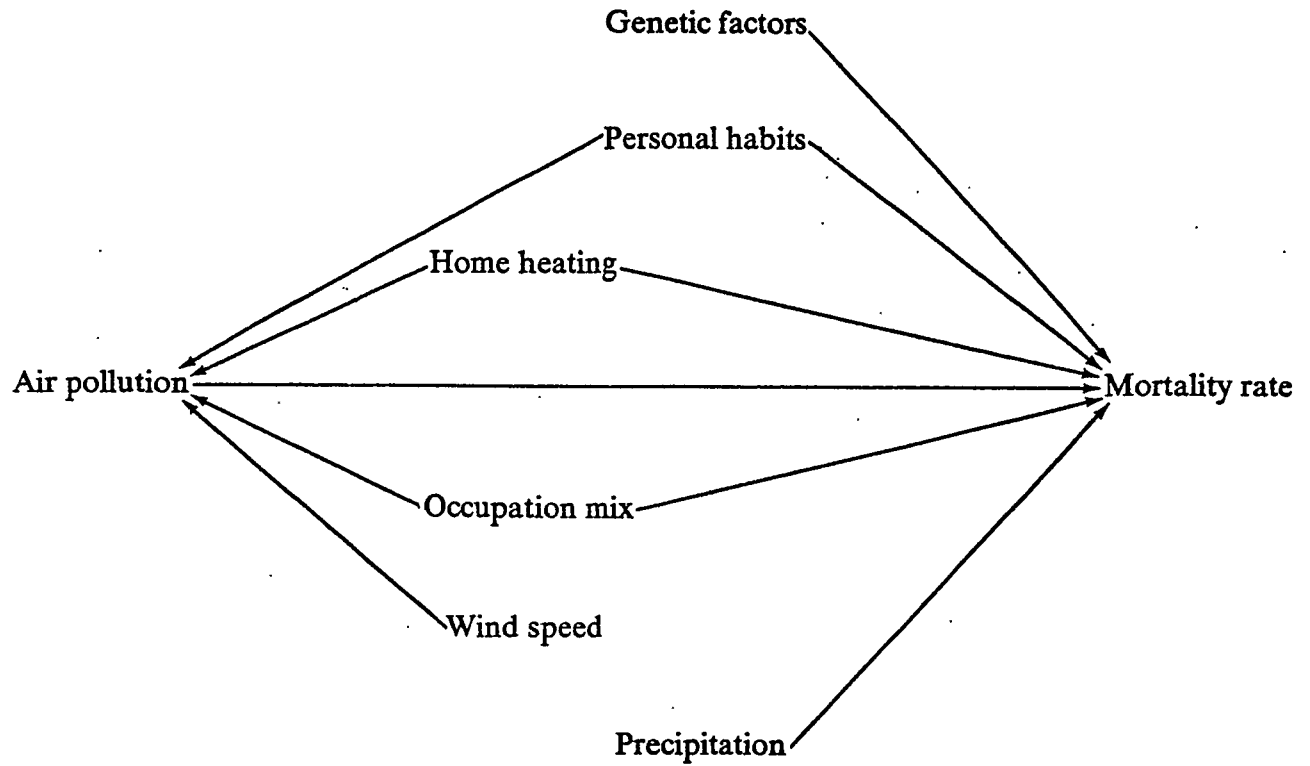 Genetic factors
Personal habits
Home heating
Air pollution
Mortality rate
Occupation mix
Wind speed
Precipitation